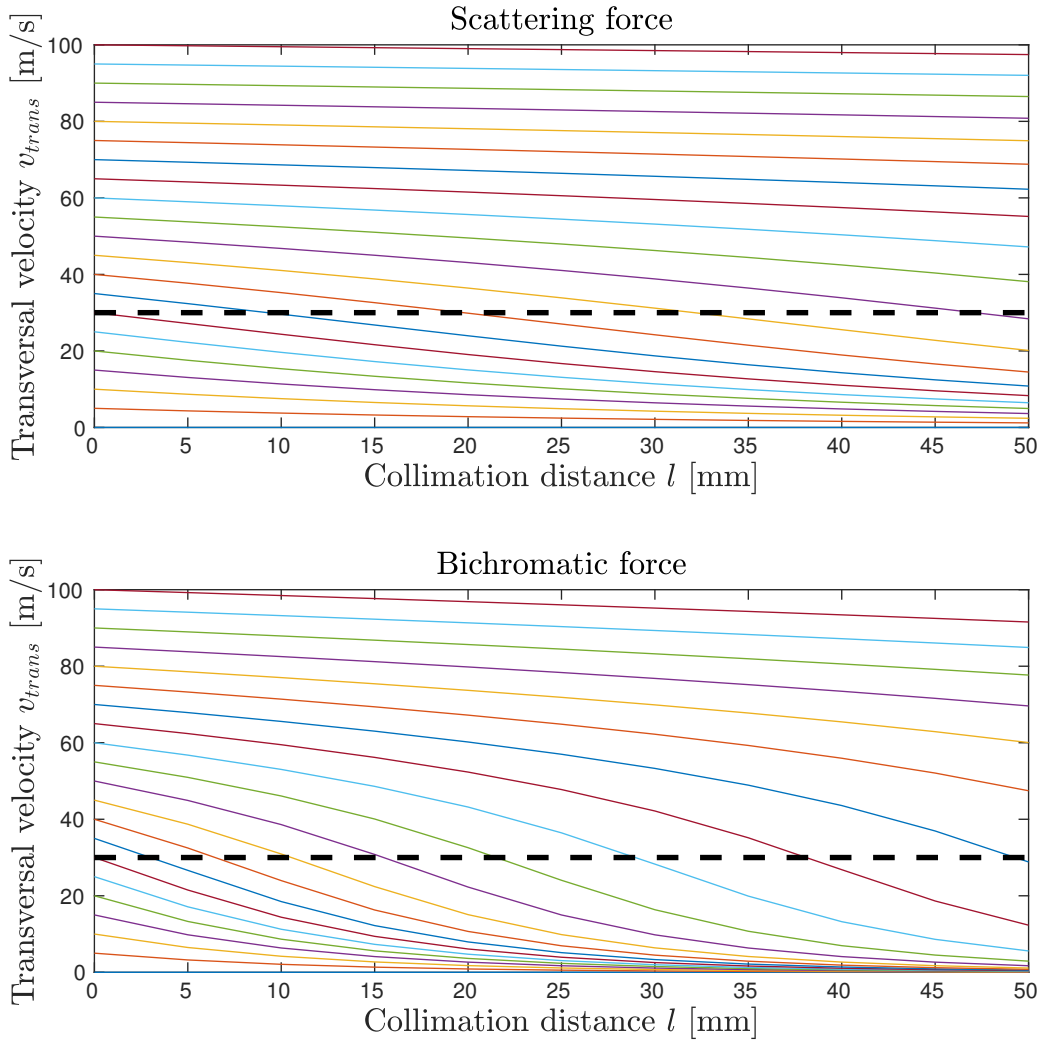 Scattering force
Transversal velocity v_trans [m/s]
100
80
60
40
20
0
0 5 10 15 20 25 30 35 40 45 50
Collimation distance l [mm]
Bichromatic force
Transversal velocity v_trans [m/s]
100
80
60
40
20
0
0 5 10 15 20 25 30 35 40 45 50
Collimation distance l [mm]